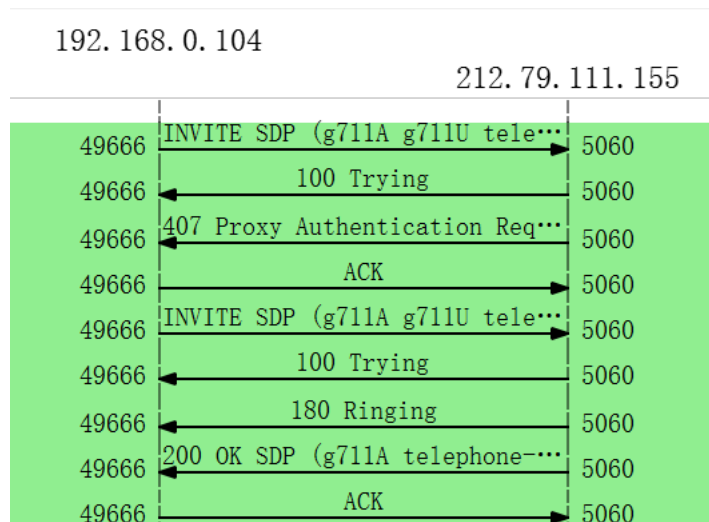 192.168.0.104
212.79.111.155
49666 INVITE SDP (g711A g711U tele… 5060
49666 100 Trying 5060
49666 407 Proxy Authentication Req… 5060
49666 ACK 5060
49666 INVITE SDP (g711A g711U tele… 5060
49666 100 Trying 5060
49666 180 Ringing 5060
49666 200 OK SDP (g711A telephone-… 5060
49666 ACK 5060